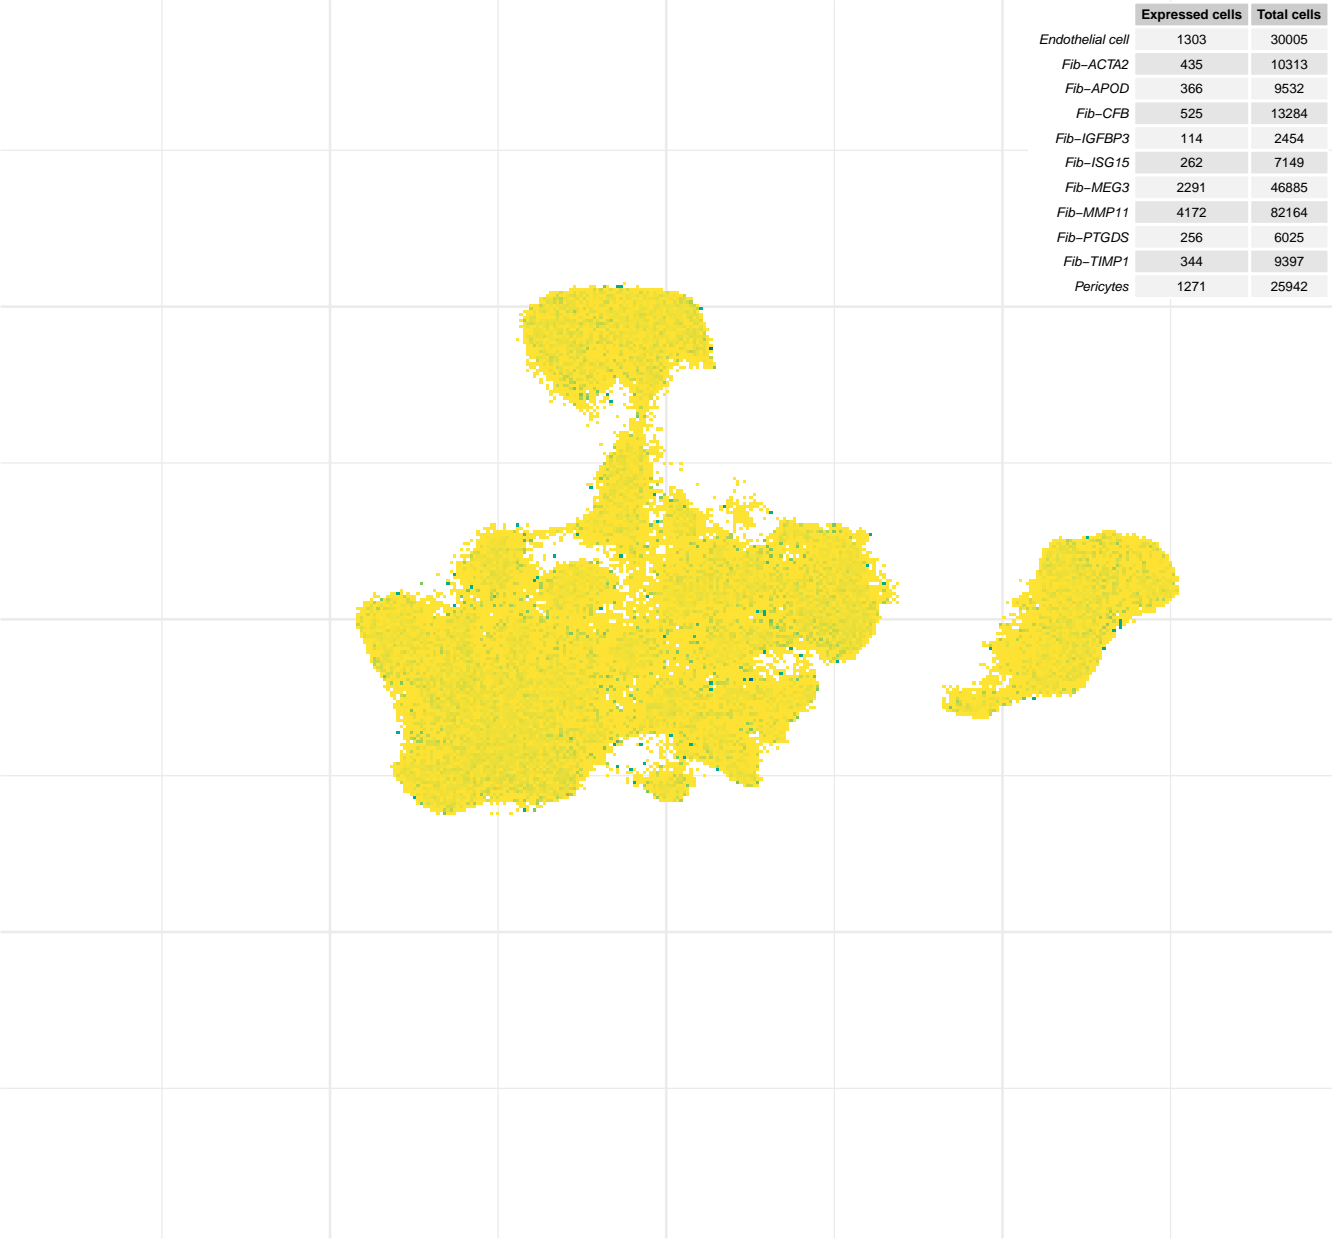 Expressed cells Total cells
Endothelial cell 1303 30005
Fib−ACTA2 435 10313
Fib−APOD 366 9532
Fib−CFB 525 13284
Fib−IGFBP3 114 2454
Fib−ISG15 262 7149
Fib−MEG3 2291 46885
Fib−MMP11 4172 82164
Fib−PTGDS 256 6025
Fib−TIMP1 344 9397
Pericytes 1271 25942